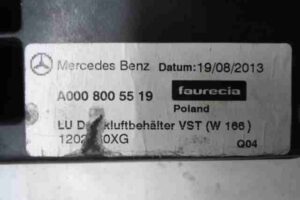 Mercedes Benz Datum: 19/08/2013
A000 800 55 19 faurecia
Poland
LU VST (W 166)
Q04